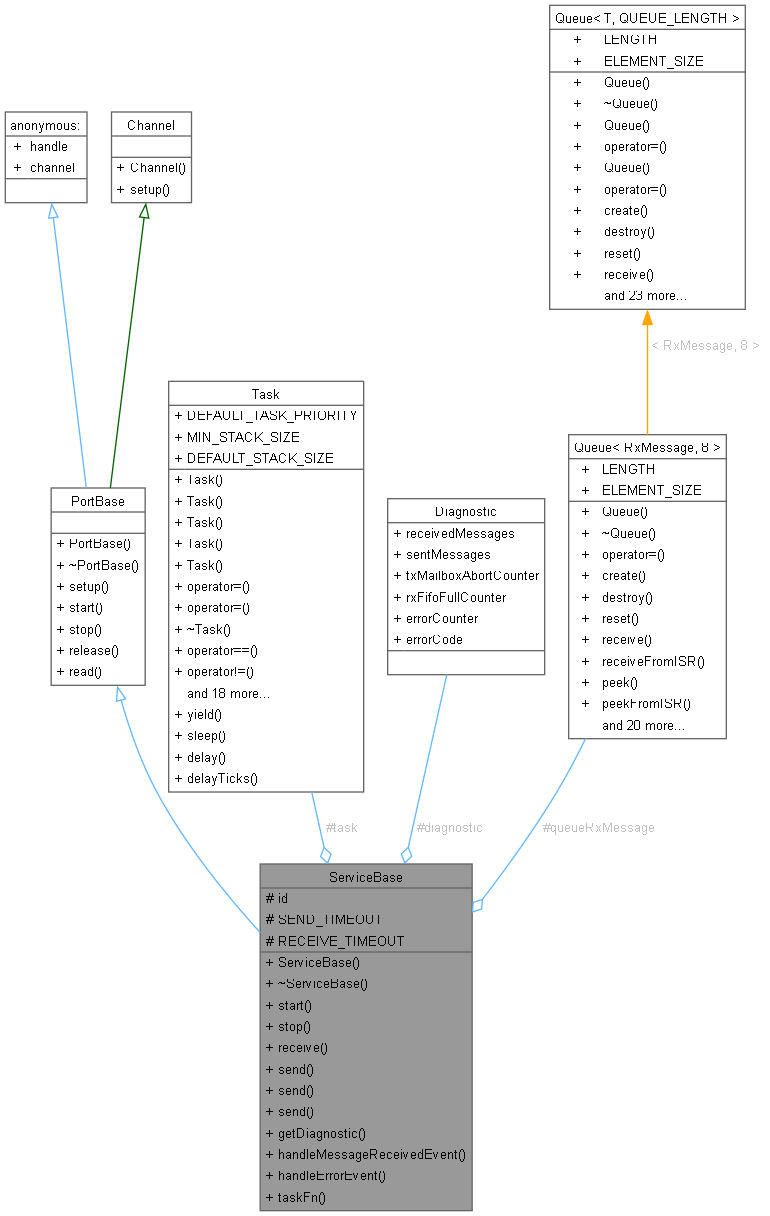 Queue< T, QUEUE_LENGTH >
+ LENGTH
+ ELEMENT_SIZE
+ Queue()
+ ~Queue()
+ Queue()
+ operator=()
+ Queue()
+ operator=()
+ create()
+ destroy()
+ reset()
+ receive()
and 23 more...
anonymous:
+ handle
+ channel
Channel
+ Channel()
+ setup()
< RxMessage, 8 >
Task
+ DEFAULT_TASK_PRIORITY
+ MIN_STACK_SIZE
+ DEFAULT_STACK_SIZE
+ Task()
+ Task()
+ Task()
+ Task()
+ Task()
+ operator=()
+ operator=()
+ ~Task()
+ operator==()
+ operator!=()
and 18 more...
+ yield()
+ sleep()
+ delay()
+ delayTicks()
Queue< RxMessage, 8 >
+ LENGTH
+ ELEMENT_SIZE
+ Queue()
+ ~Queue()
+ operator=()
+ create()
+ destroy()
+ reset()
+ receive()
+ receiveFromISR()
+ peek()
+ peekFromISR()
and 20 more...
PortBase
+ PortBase()
+ ~PortBase()
+ setup()
+ start()
+ stop()
+ release()
+ read()
Diagnostic
+ receivedMessages
+ sentMessages
+ txMailboxAbortCounter
+ rxFifoFullCounter
+ errorCounter
+ errorCode
#task
#diagnostic
#queueRxMessage
ServiceBase
# id
# SEND_TIMEOUT
# RECEIVE_TIMEOUT
+ ServiceBase()
+ ~ServiceBase()
+ start()
+ stop()
+ receive()
+ send()
+ send()
+ send()
+ getDiagnostic()
+ handleMessageReceivedEvent()
+ handleErrorEvent()
+ taskFn()